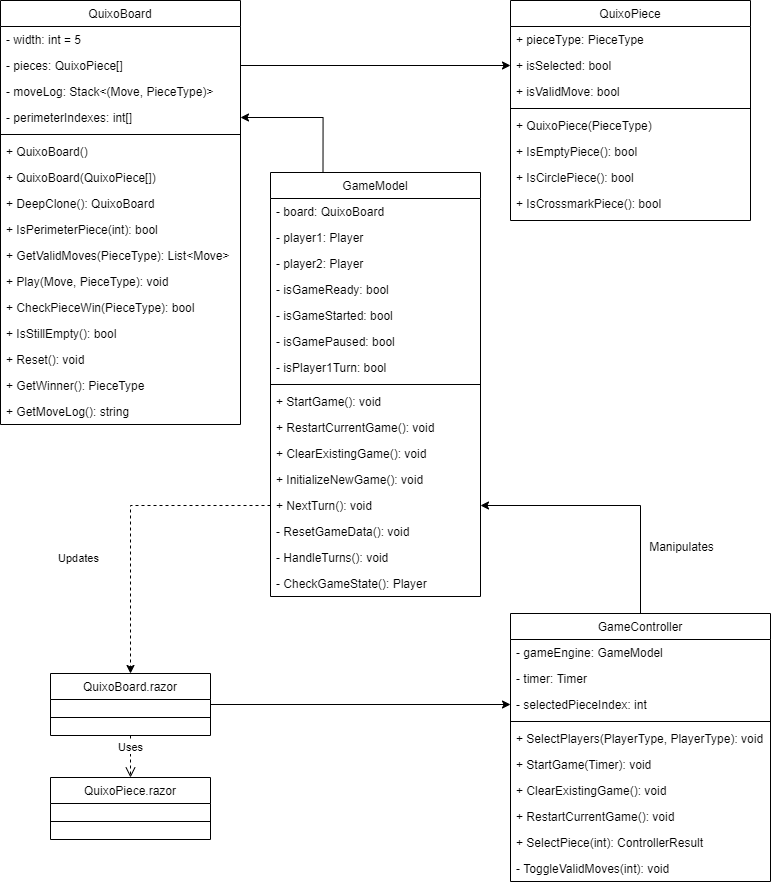 QuixoBoard
- width: int = 5
- pieces: QuixoPiece[]
- moveLog: Stack<(Move, PieceType)>
- perimeterIndexes: int[]
+ QuixoBoard()
+ QuixoBoard(QuixoPiece[])
+ DeepClone(): QuixoBoard
+ IsPerimeterPiece(int): bool
+ GetValidMoves(PieceType): List<Move>
+ Play(Move, PieceType): void
+ CheckPieceWin(PieceType): bool
+ IsStillEmpty(): bool
+ Reset(): void
+ GetWinner(): PieceType
+ GetMoveLog(): string
QuixoPiece
+ pieceType: PieceType
+ isSelected: bool
+ isValidMove: bool
+ QuixoPiece(PieceType)
+ IsEmptyPiece(): bool
+ IsCirclePiece(): bool
+ IsCrossmarkPiece(): bool
GameModel
- board: QuixoBoard
- player1: Player
- player2: Player
- isGameReady: bool
- isGameStarted: bool
- isGamePaused: bool
- isPlayer1Turn: bool
+ StartGame(): void
+ RestartCurrentGame(): void
+ ClearExistingGame(): void
+ InitializeNewGame(): void
+ NextTurn(): void
- ResetGameData(): void
- HandleTurns(): void
- CheckGameState(): Player
Updates
Manipulates
QuixoBoard.razor
Uses
QuixoPiece.razor
GameController
- gameEngine: GameModel
- timer: Timer
- selectedPieceIndex: int
+ SelectPlayers(PlayerType, PlayerType): void
+ StartGame(Timer): void
+ ClearExistingGame(): void
+ RestartCurrentGame(): void
+ SelectPiece(int): ControllerResult
- ToggleValidMoves(int): void